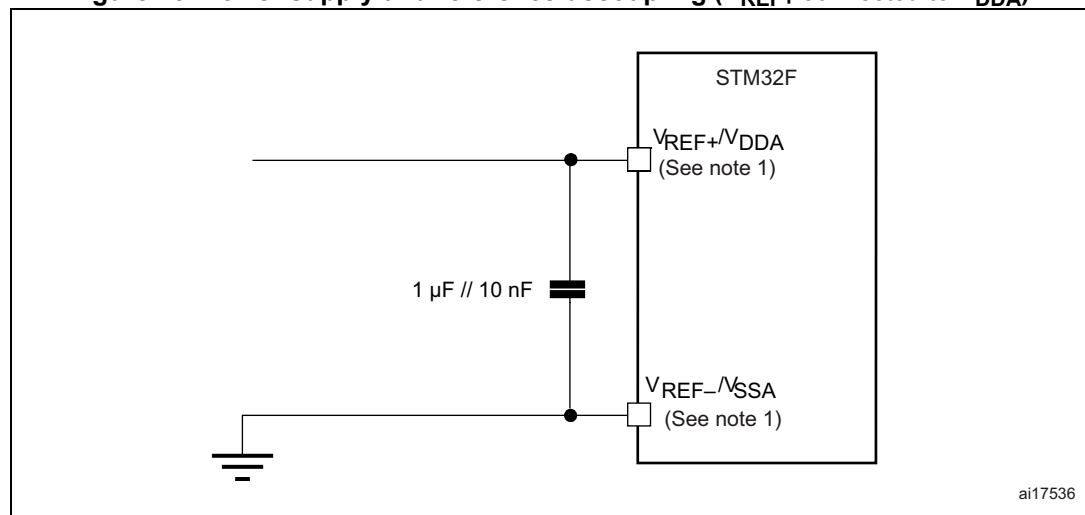 STM32F
VREF+/VDDA
(See note 1)
1 µF // 10 nF
VREF–/VSSA
(See note 1)
ai17536